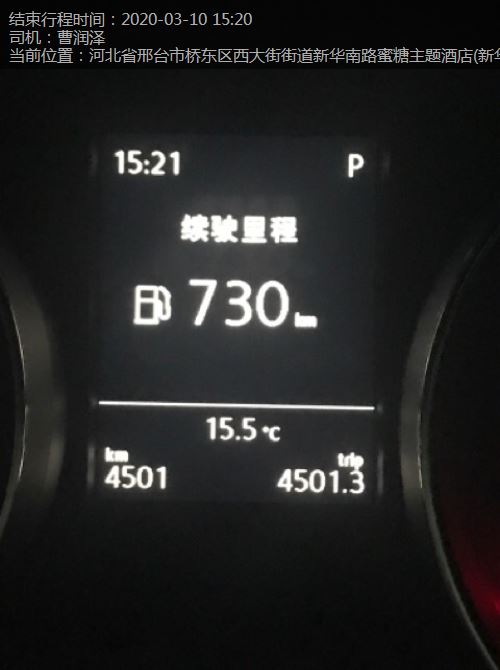 结束行程时间：2020-03-10 15:20
司机：曹润泽
当前位置：河北省邢台市桥东区西大街街道新华南路蜜糖主题酒店(新华
15:21 P
续驶里程
730 km
15.5 °C
km trip
4501 4501.3